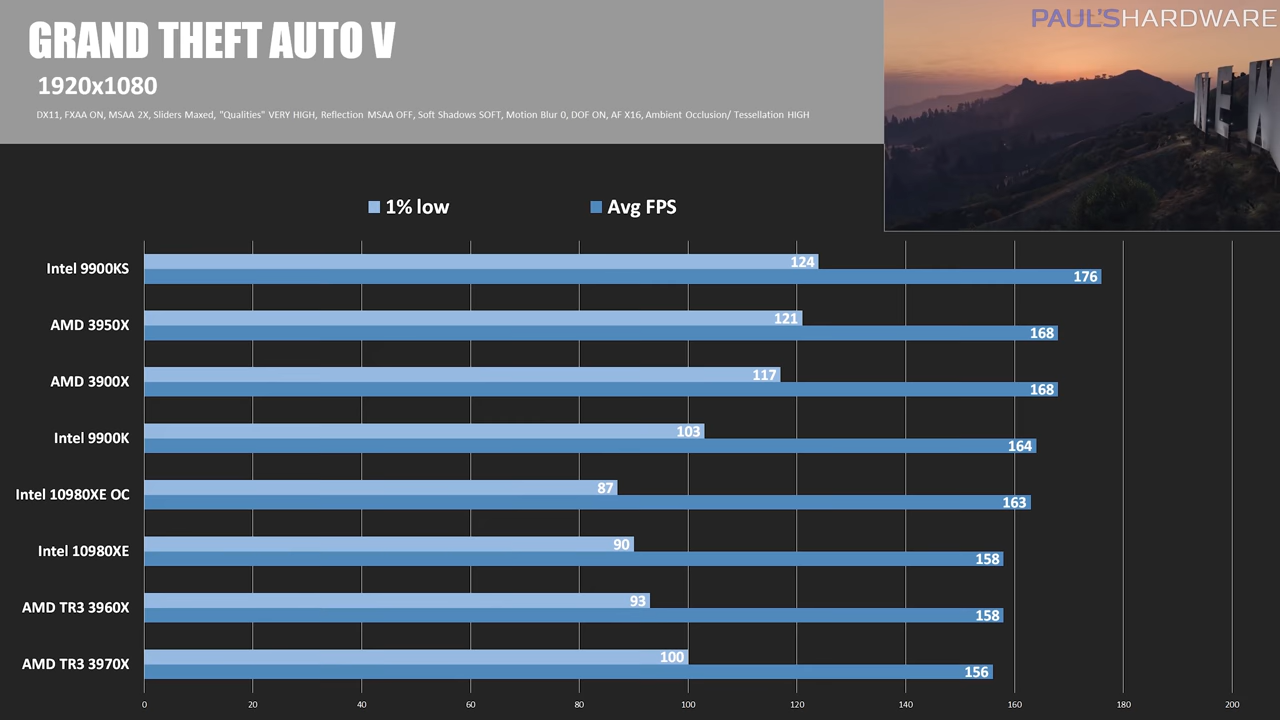 GRAND THEFT AUTO V
PAUL'SHARDWARE
1920x1080
DX11, FXAA ON, MSAA 2X, Sliders Maxed, "Qualities" VERY HIGH, Reflection MSAA OFF, Soft Shadows SOFT, Motion Blur 0, DOF ON, AF X16, Ambient Occlusion/ Tessellation HIGH
NEW
1% low
Avg FPS
Intel 9900KS
124
176
AMD 3950X
121
168
AMD 3900X
117
168
Intel 9900K
103
164
Intel 10980XE OC
87
163
Intel 10980XE
90
158
AMD TR3 3960X
93
158
AMD TR3 3970X
100
156
0 20 40 60 80 100 120 140 160 180 200